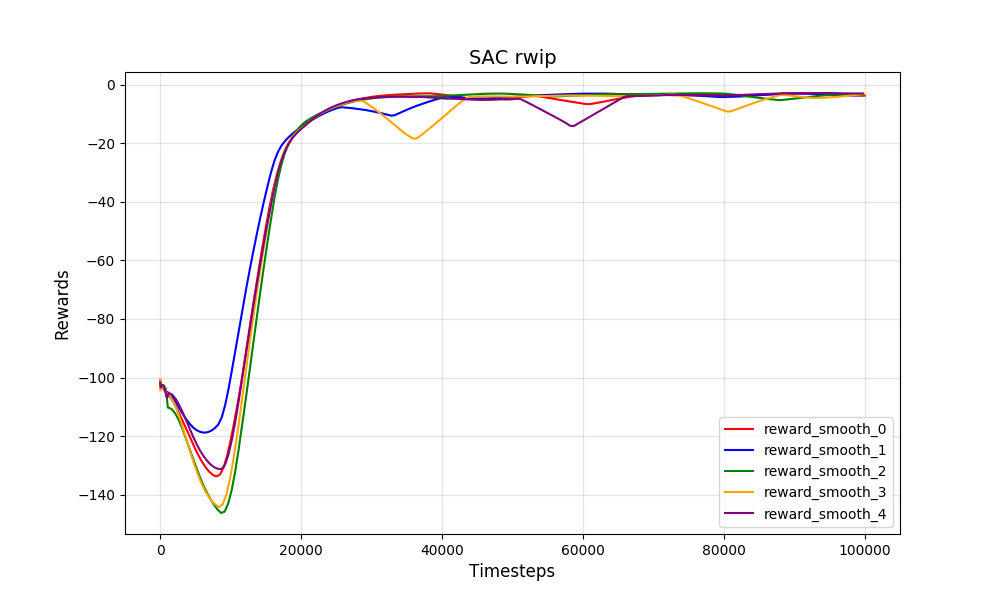 SAC rwip
Rewards
0
−20
−40
−60
−80
−100
−120
−140
reward_smooth_0
reward_smooth_1
reward_smooth_2
reward_smooth_3
reward_smooth_4
0
20000
40000
60000
80000
100000
Timesteps